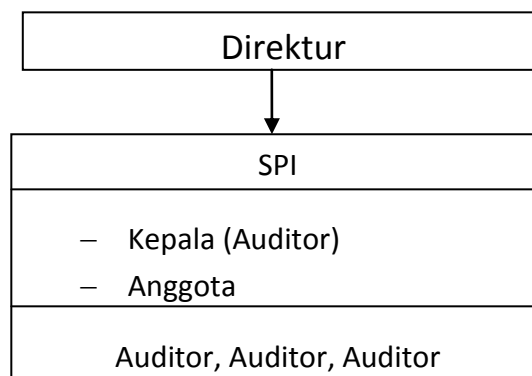 Direktur
SPI
– Kepala (Auditor)
– Anggota
Auditor, Auditor, Auditor